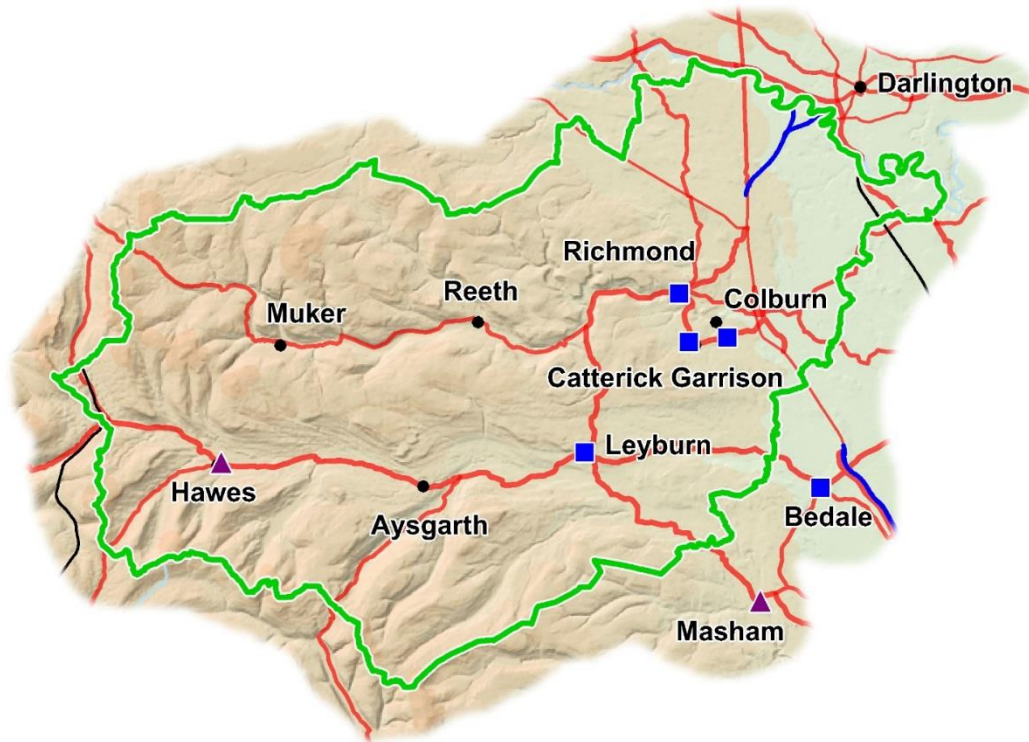 Darlington
Richmond
Colburn
Reeth
Muker
Catterick Garrison
Leyburn
Hawes
Aysgarth
Bedale
Masham